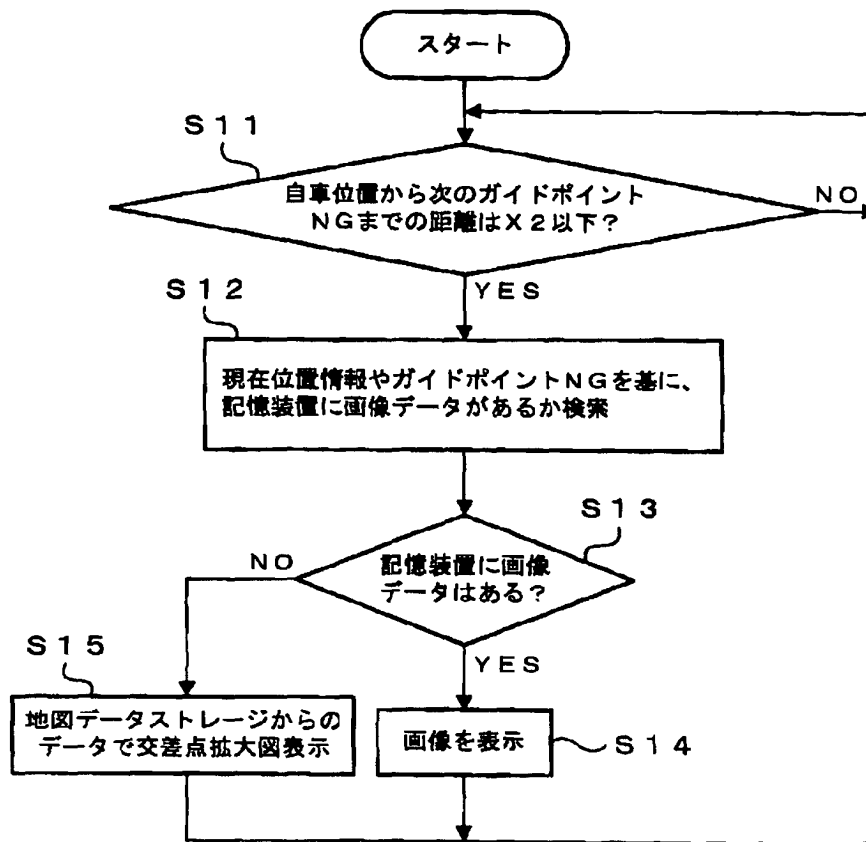 スタート
S11
自車位置から次のガイドポイント
NGまでの距離はX2以下?
NO
YES
S12
現在位置情報やガイドポイントNGを基に、
記憶装置に画像データがあるか検索
S13
記憶装置に画像
データはある?
NO
YES
S15
地図データストレージからの
データで交差点拡大図表示
画像を表示
S14